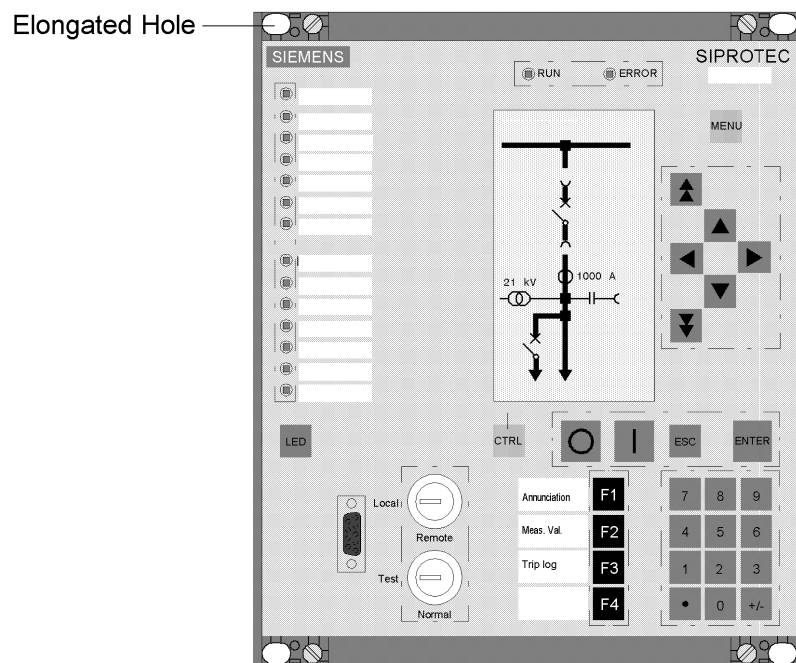 Elongated Hole
SIEMENS
SIPROTEC
RUN
ERROR
MENU
21 kV
1000 A
LED
CTRL
ESC
ENTER
Local
Remote
Test
Normal
Annunciation F1
Meas. Val. F2
Trip log F3
F4
7 8 9
4 5 6
1 2 3
• 0 +/-